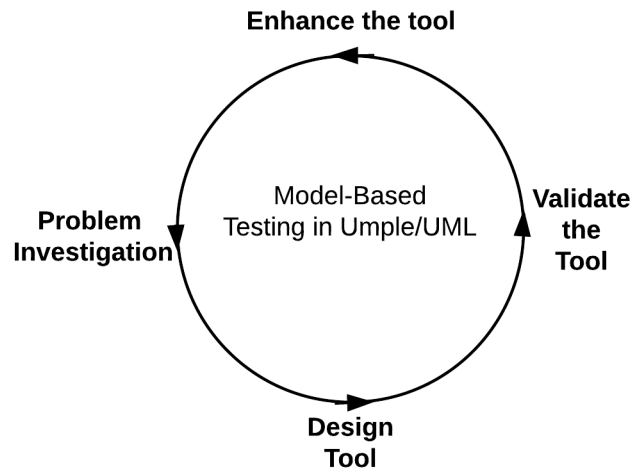 Enhance the tool
Model-Based
Testing in Umple/UML
Problem
Investigation
Validate
the
Tool
Design
Tool